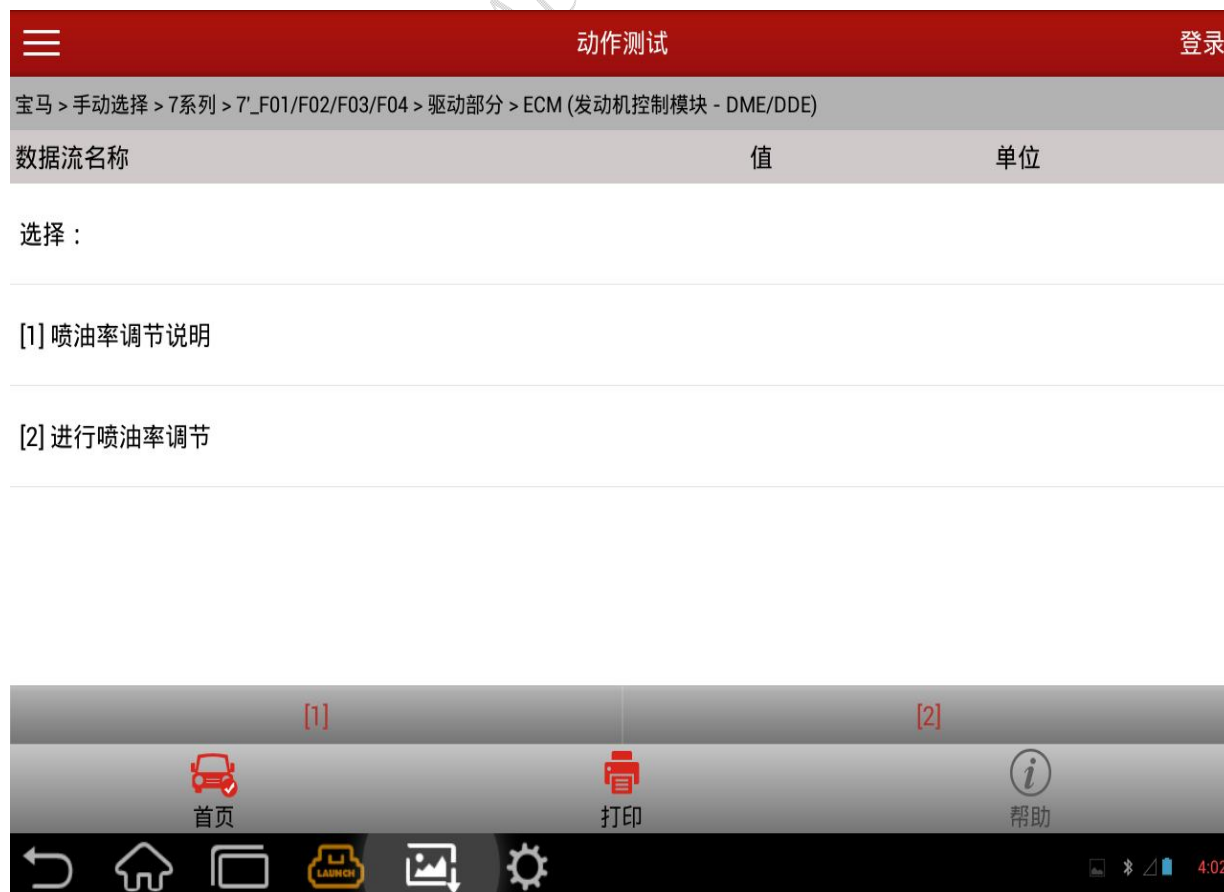 动作测试
登录
宝马 > 手动选择 > 7系列 > 7'_F01/F02/F03/F04 > 驱动部分 > ECM (发动机控制模块 - DME/DDE)
数据流名称 值 单位
选择：
[1] 喷油率调节说明
[2] 进行喷油率调节
[1] [2]
首页 打印 帮助
LAUNCH
4:02